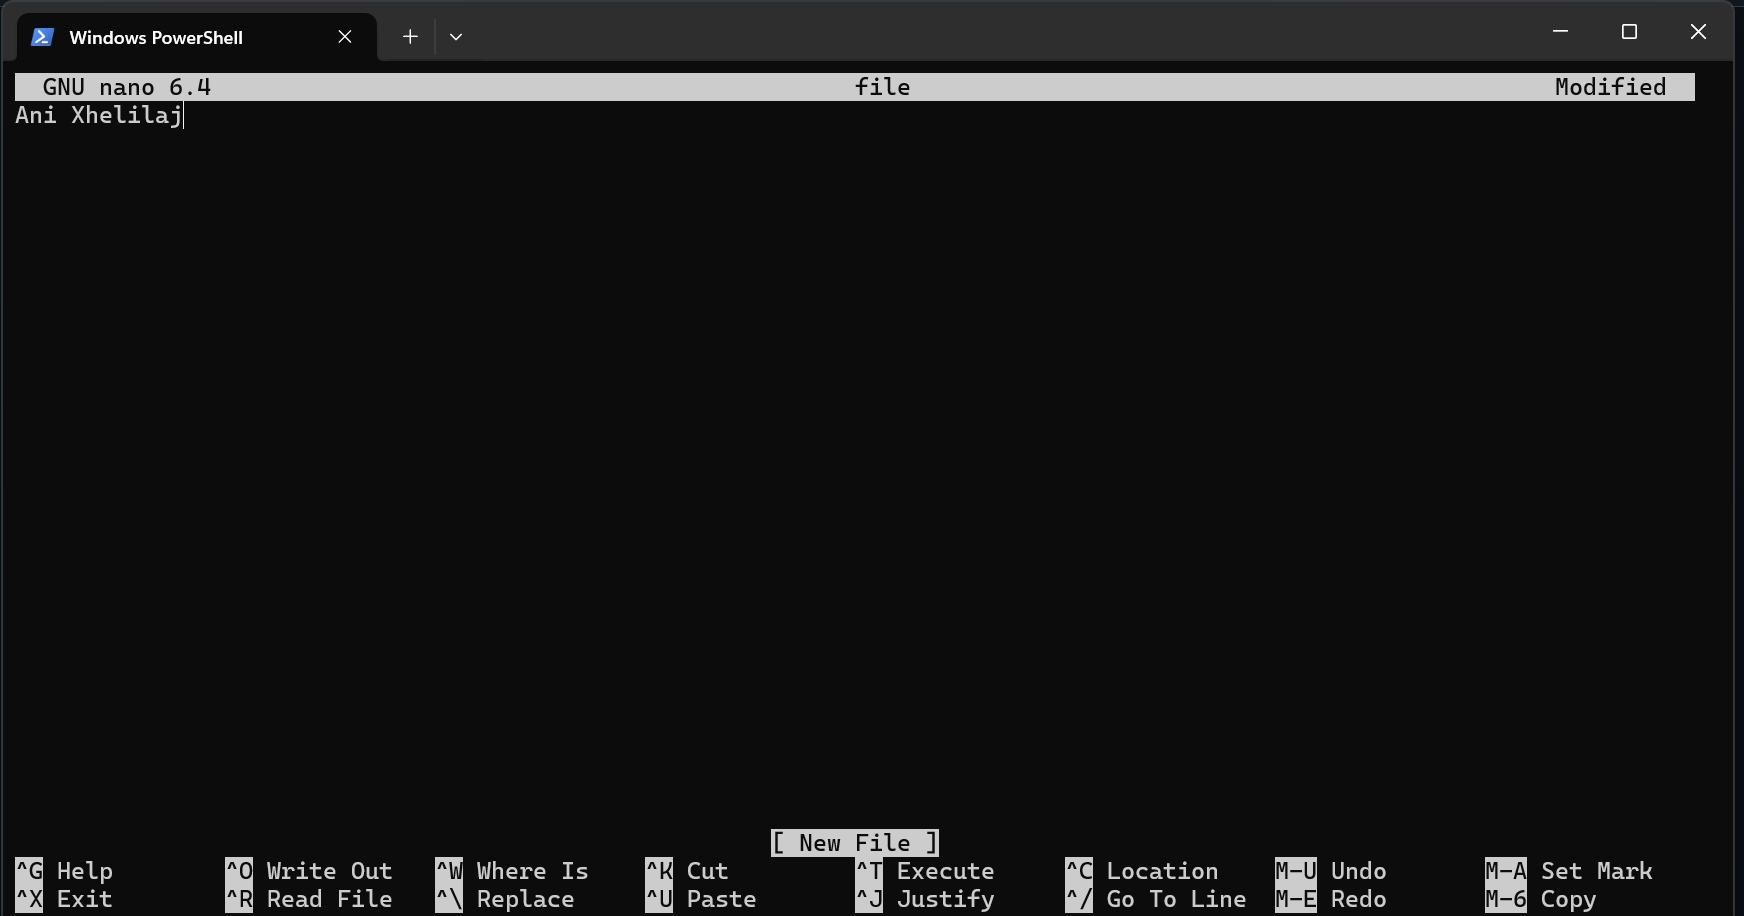 Windows PowerShell
GNU nano 6.4 file Modified
Ani Xhelilaj
[ New File ]
^G Help ^O Write Out ^W Where Is ^K Cut ^T Execute ^C Location M-U Undo M-A Set Mark
^X Exit ^R Read File ^\ Replace ^U Paste ^J Justify ^/ Go To Line M-E Redo M-6 Copy